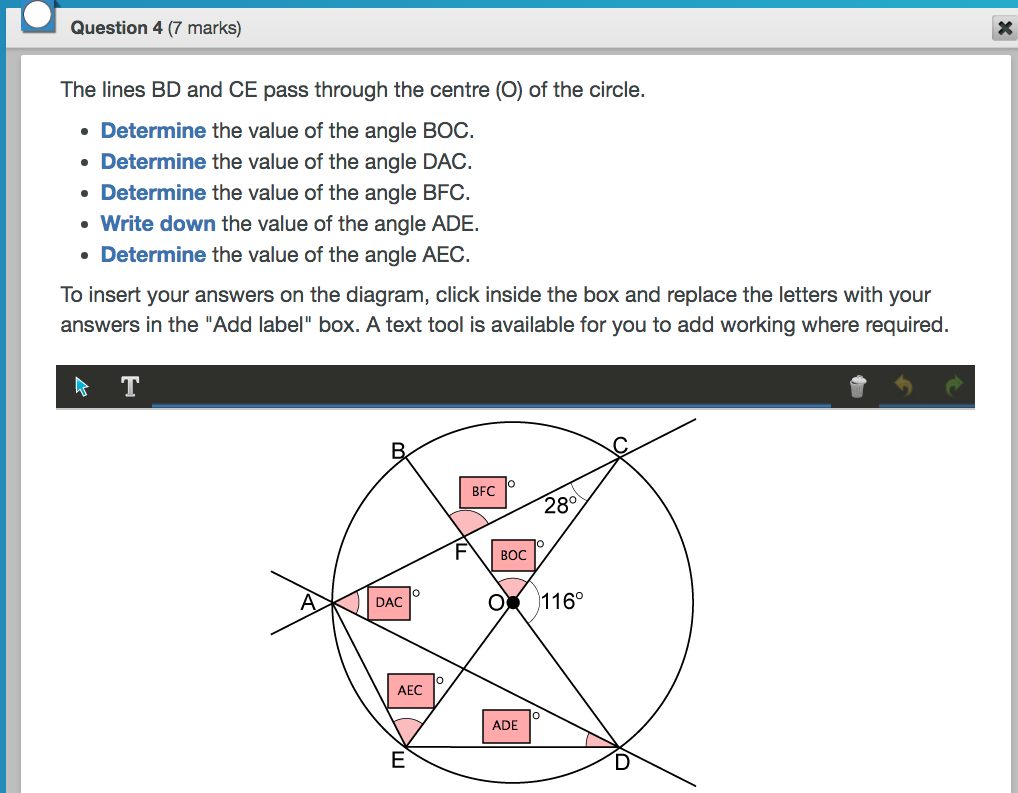 Question 4 (7 marks)
The lines BD and CE pass through the centre (O) of the circle.
• Determine the value of the angle BOC.
• Determine the value of the angle DAC.
• Determine the value of the angle BFC.
• Write down the value of the angle ADE.
• Determine the value of the angle AEC.
To insert your answers on the diagram, click inside the box and replace the letters with your
answers in the "Add label" box. A text tool is available for you to add working where required.
T
B
C
BFC °
28°
F
BOC °
A
DAC °
O
116°
AEC °
ADE °
E
D